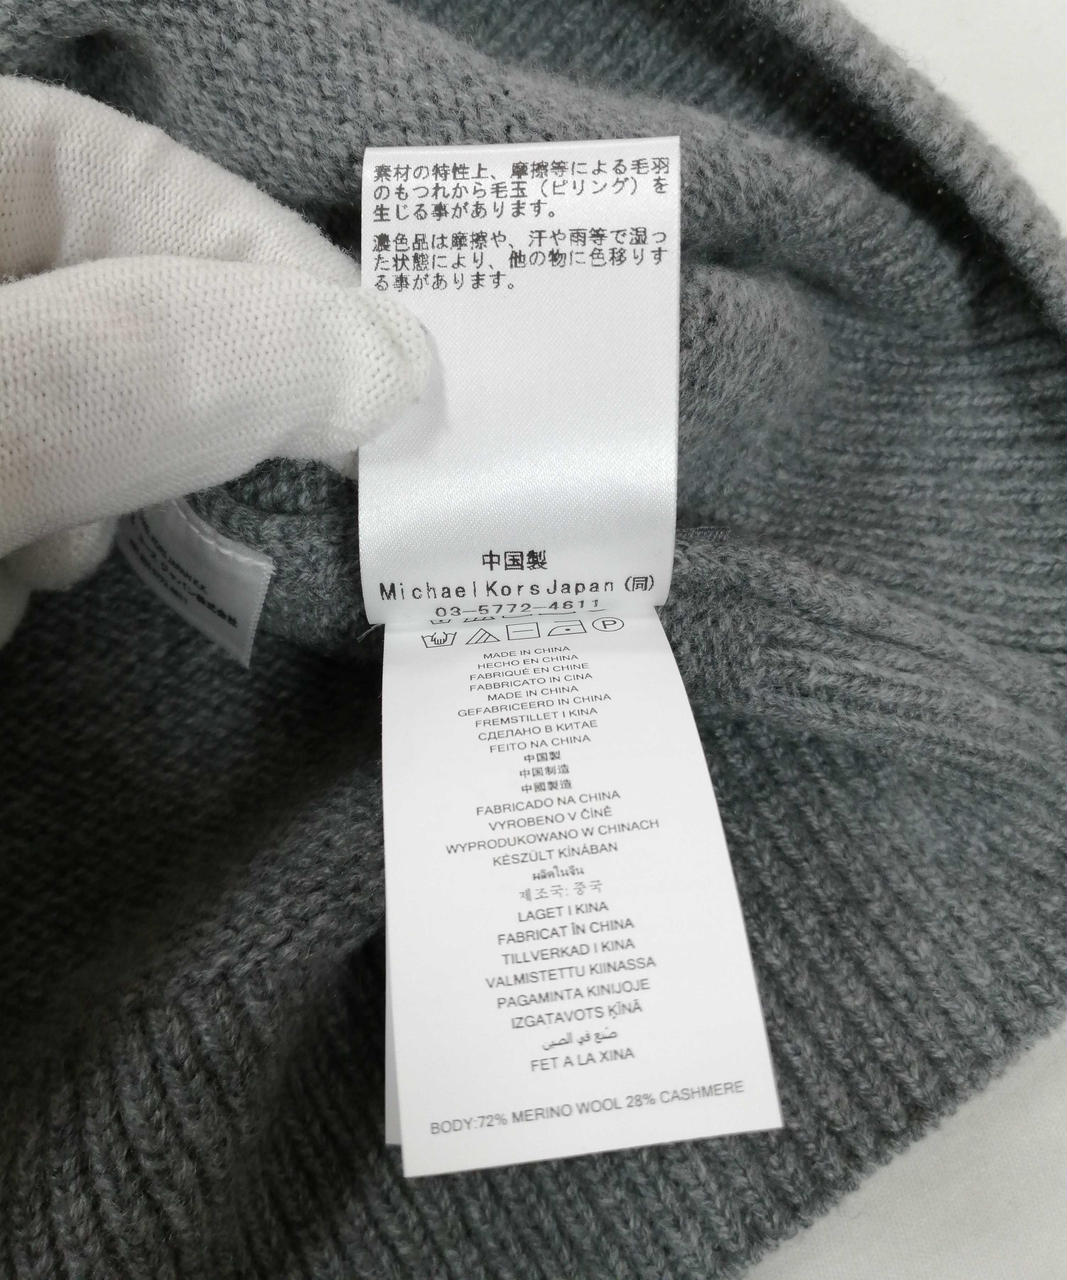 素材の特性上、摩擦等による毛羽
のもつれから毛玉（ピリング）を
生じる事があります。
濃色品は摩擦や、汗や雨等で湿っ
た状態により、他の物に色移りす
る事があります。
中国製
Michael Kors Japan (同)
03-5772-4611
MADE IN CHINA
HECHO EN CHINA
FABRIQUÉ EN CHINE
FABBRICATO IN CINA
MADE IN CHINA
GEFABRICEERD IN CHINA
FREMSTILLET I KINA
СДЕЛАНО В КИТАЕ
FEITO NA CHINA
中国製
中国制造
中國製造
FABRICADO NA CHINA
VYROBENO V ČÍNĚ
WYPRODUKOWANO W CHINACH
KÉSZÜLT KÍNÁBAN
ผลิตในจีน
제조국: 중국
LAGET I KINA
FABRICAT ÎN CHINA
TILLVERKAD I KINA
VALMISTETTU KIINASSA
PAGAMINTA KINIJOJE
IZGATAVOTS ĶĪNĀ
صنع في الصين
FET A LA XINA
BODY:72% MERINO WOOL 28% CASHMERE